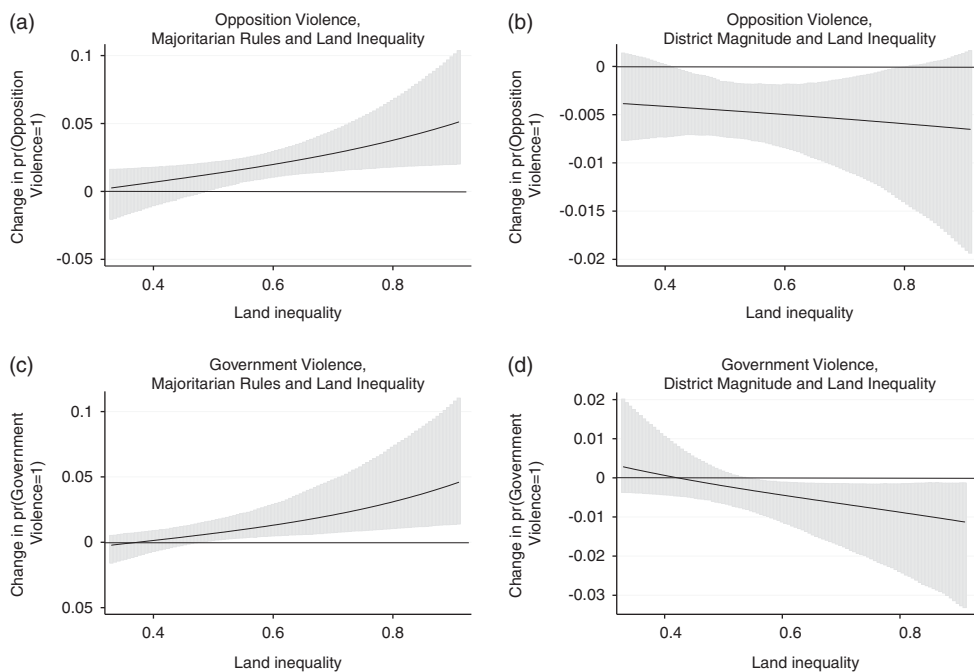 (a)
Opposition Violence,
Majoritarian Rules and Land Inequality
Change in pr(Opposition
Violence=1)
0.1
0.05
0
-0.05
0.4 0.6 0.8
Land inequality
(b)
Opposition Violence,
District Magnitude and Land Inequality
Change in pr(Opposition
Violence=1)
0
-0.005
-0.01
-0.015
-0.02
0.4 0.6 0.8
Land inequality
(c)
Government Violence,
Majoritarian Rules and Land Inequality
Change in pr(Government
Violence=1)
0.1
0.05
0
0.05
0.4 0.6 0.8
Land inequality
(d)
Government Violence,
District Magnitude and Land Inequality
Change in pr(Government
Violence=1)
0.02
0.01
0
-0.01
-0.02
-0.03
0.4 0.6 0.8
Land inequality